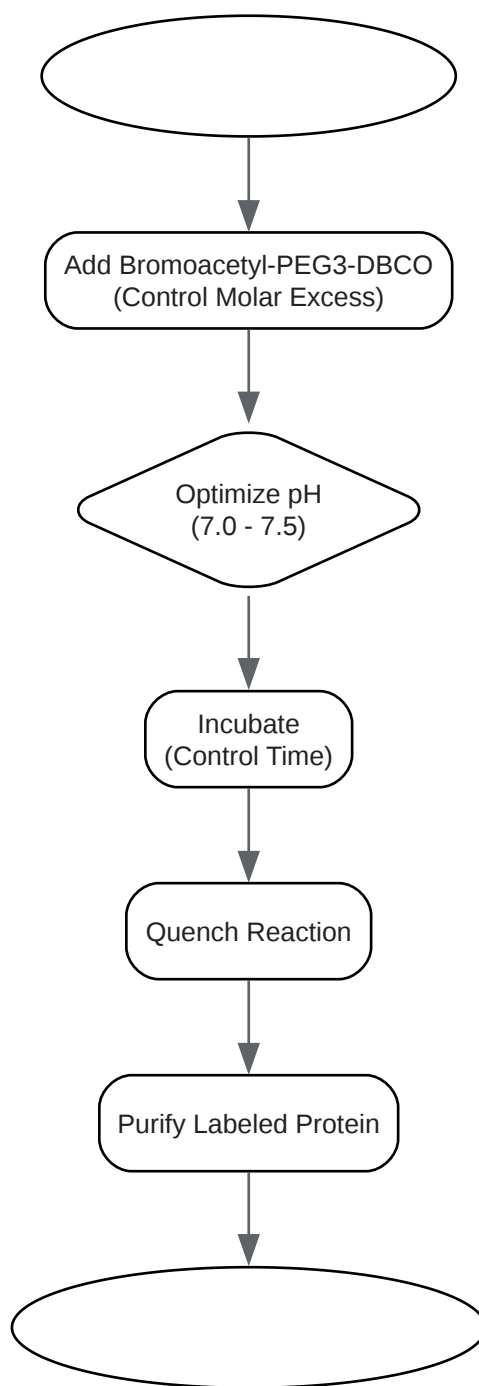 Add Bromoacetyl-PEG3-DBCO
(Control Molar Excess)
Optimize pH
(7.0 - 7.5)
Incubate
(Control Time)
Quench Reaction
Purify Labeled Protein